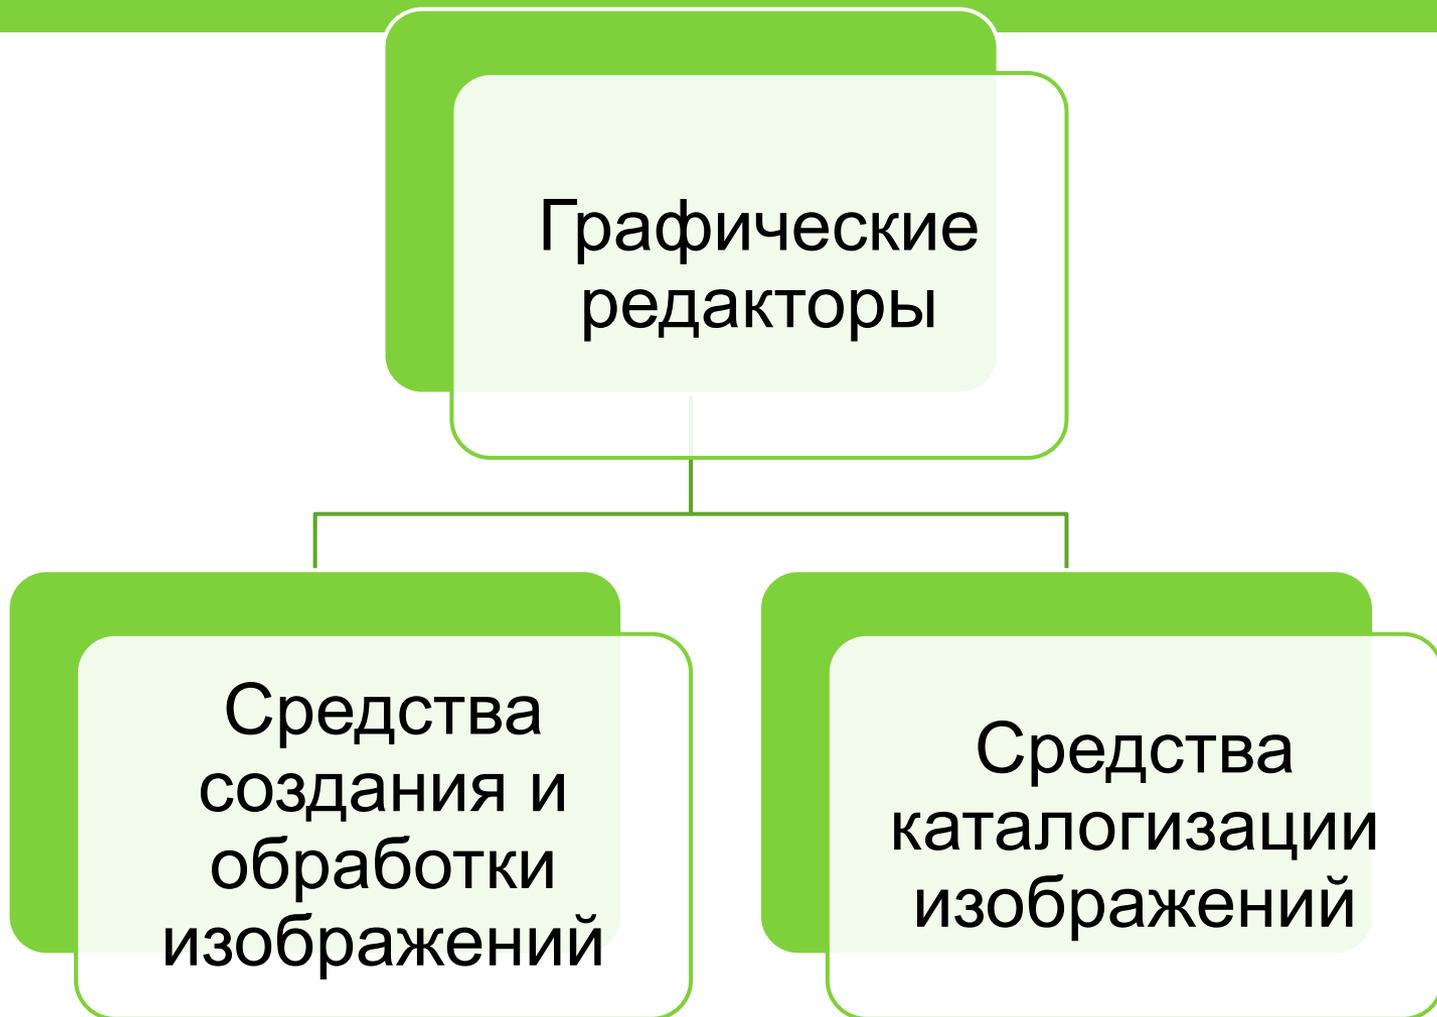 Графические
редакторы
Средства
создания и
обработки
изображений
Средства
каталогизации
изображений